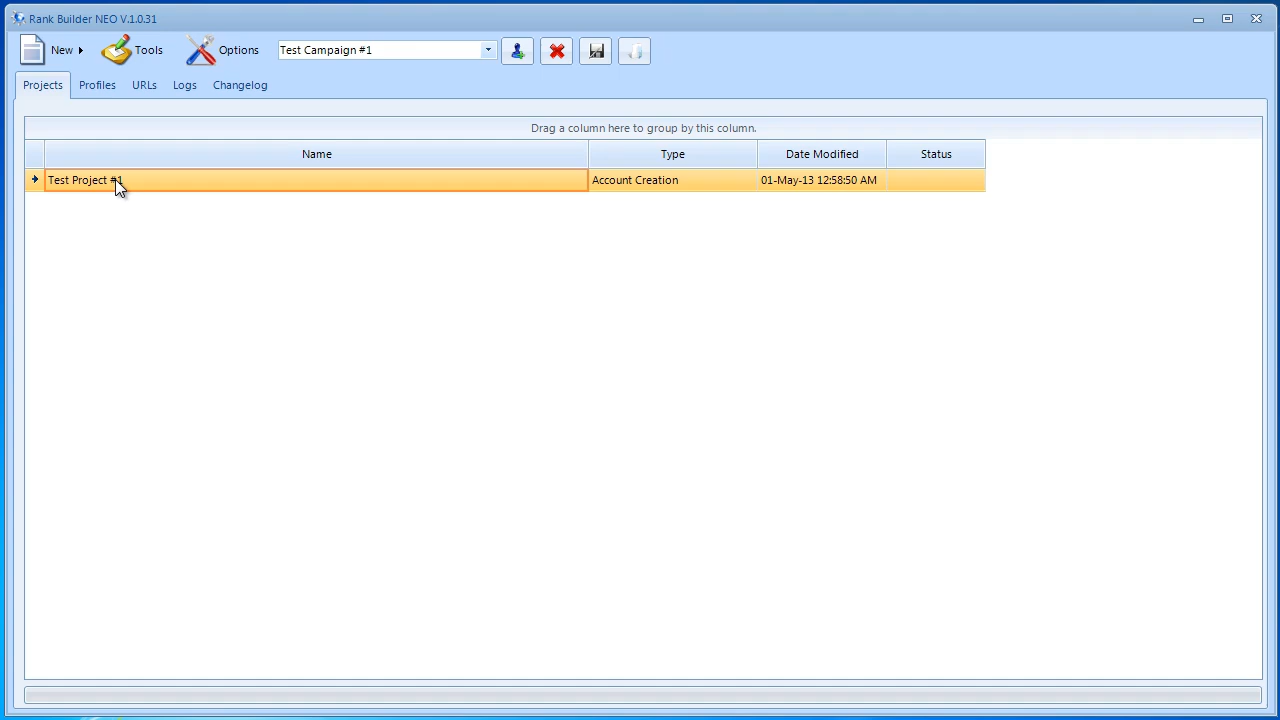 Rank Builder NEO V.1.0.31
New Tools Options Test Campaign #1
Projects Profiles URLs Logs Changelog
Drag a column here to group by this column.
Name Type Date Modified Status
Test Project #1 Account Creation 01-May-13 12:58:50 AM